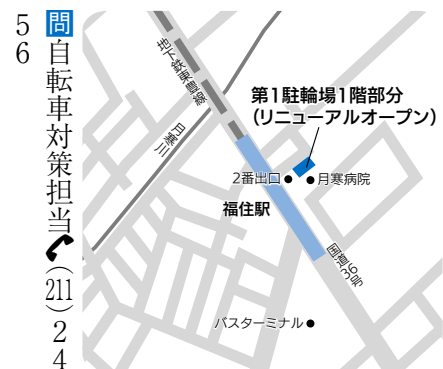 問自転車対策担当(211)24
56
地下鉄東豊線
月寒川
第1駐輪場1階部分
(リニューアルオープン)
2番出口
月寒病院
福住駅
国道36号
バスターミナル